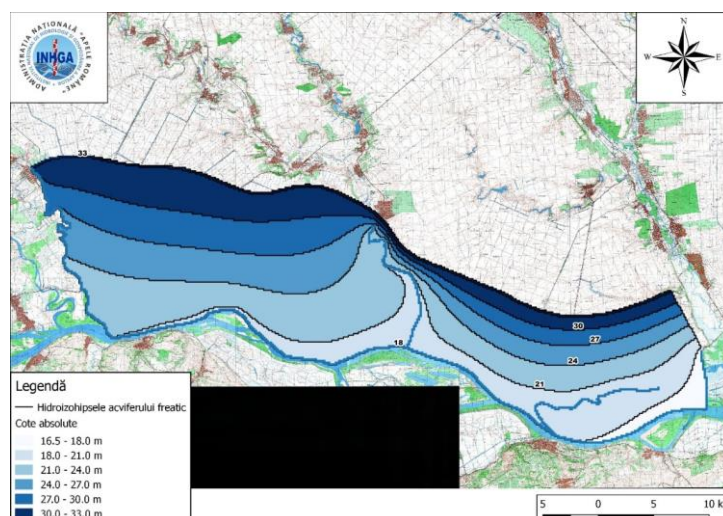 ADMINISTRAȚIA NAȚIONALĂ "APELE ROMÂNE"
INHGA
N
W E
S
33
30
27
24
18
21
Legendă
Hidroizohipsele acviferului freatic
Cote absolute
16.5 - 18.0 m
18.0 - 21.0 m
21.0 - 24.0 m
24.0 - 27.0 m
27.0 - 30.0 m
30.0 - 33.0 m
5 0 5 10 k